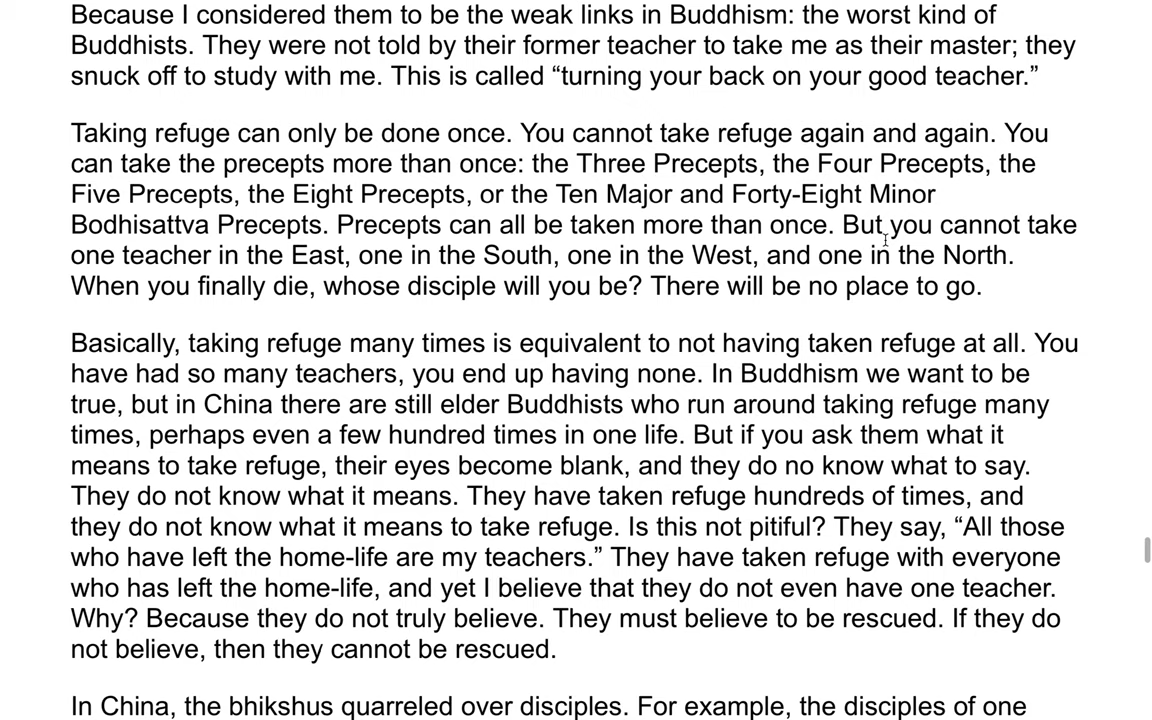 Because I considered them to be the weak links in Buddhism: the worst kind of
Buddhists. They were not told by their former teacher to take me as their master; they
snuck off to study with me. This is called “turning your back on your good teacher.”
Taking refuge can only be done once. You cannot take refuge again and again. You
can take the precepts more than once: the Three Precepts, the Four Precepts, the
Five Precepts, the Eight Precepts, or the Ten Major and Forty-Eight Minor
Bodhisattva Precepts. Precepts can all be taken more than once. But you cannot take
one teacher in the East, one in the South, one in the West, and one in the North.
When you finally die, whose disciple will you be? There will be no place to go.
Basically, taking refuge many times is equivalent to not having taken refuge at all. You
have had so many teachers, you end up having none. In Buddhism we want to be
true, but in China there are still elder Buddhists who run around taking refuge many
times, perhaps even a few hundred times in one life. But if you ask them what it
means to take refuge, their eyes become blank, and they do no know what to say.
They do not know what it means. They have taken refuge hundreds of times, and
they do not know what it means to take refuge. Is this not pitiful? They say, “All those
who have left the home-life are my teachers.” They have taken refuge with everyone
who has left the home-life, and yet I believe that they do not even have one teacher.
Why? Because they do not truly believe. They must believe to be rescued. If they do
not believe, then they cannot be rescued.
In China, the bhikshus quarreled over disciples. For example, the disciples of one